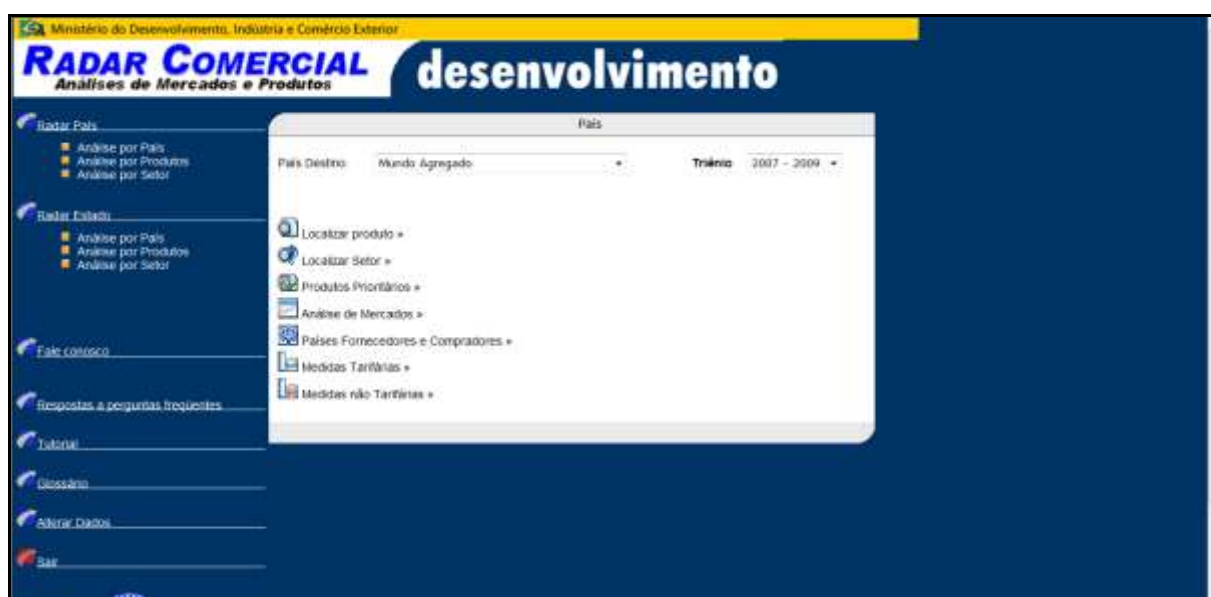 Ministério do Desenvolvimento, Indústria e Comércio Exterior
RADAR COMERCIAL
Análises de Mercados e Produtos
desenvolvimento
Radar País
Análise por País
Análise por Produtos
Análise por Setor
Radar Estado
Análise por País
Análise por Produtos
Análise por Setor
Fale conosco
Respostas a perguntas freqüentes
Tutorial
Glossário
Alterar Dados
Sair
País
País Destino Mundo Agregado Triênio 2007 - 2009
Localizar produto »
Localizar Setor »
Produtos Prioritários »
Análise de Mercados »
Países Fornecedores e Compradores »
Medidas Tarifárias »
Medidas não Tarifárias »